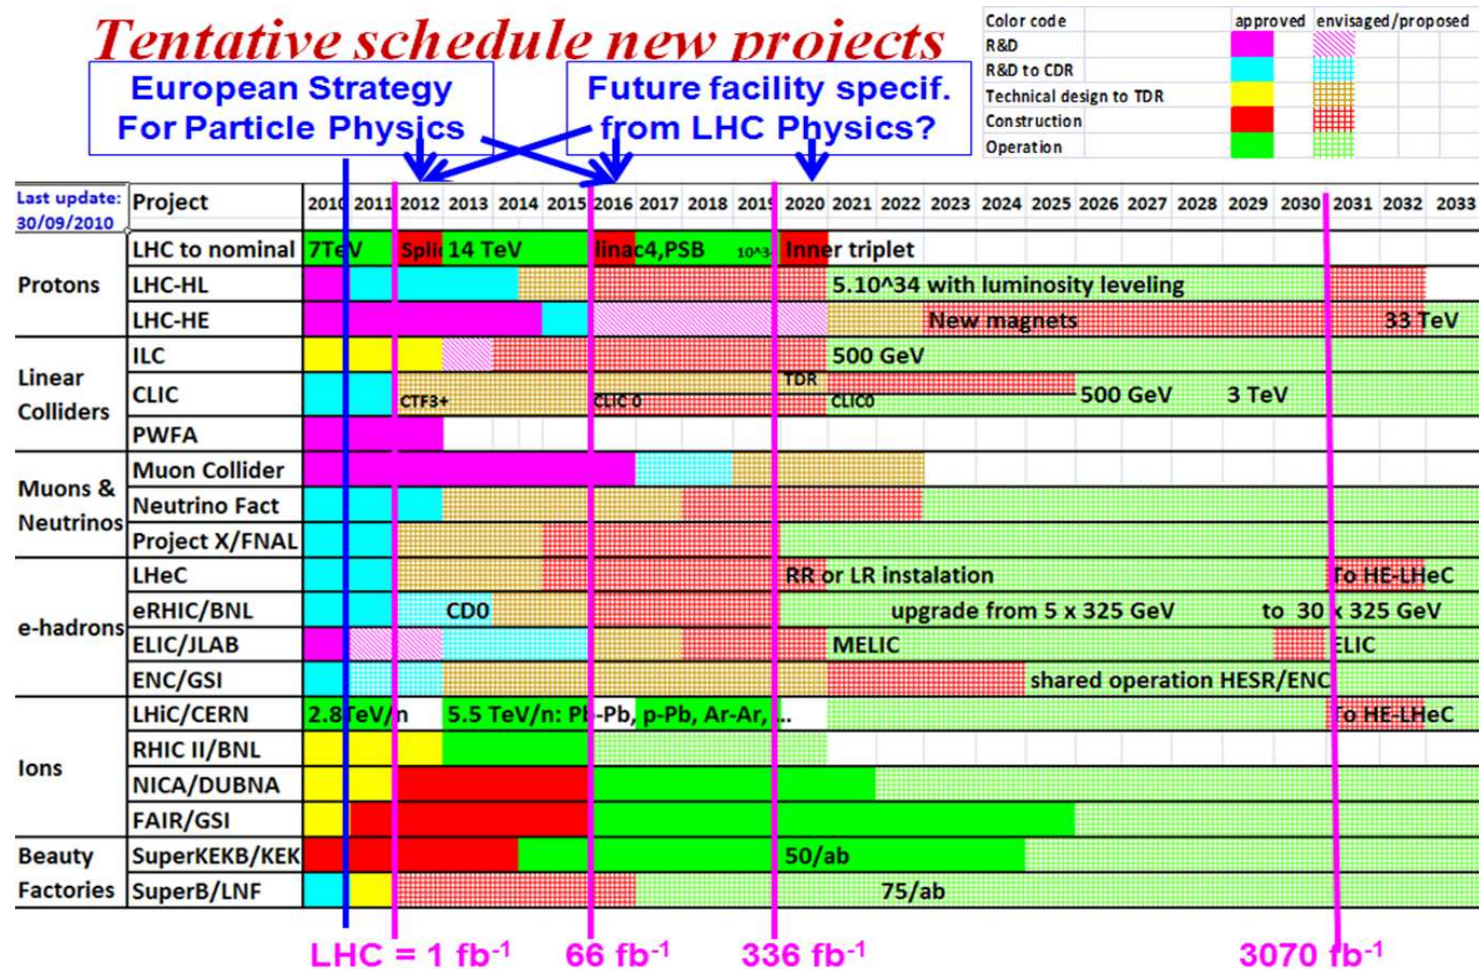 Tentative schedule new projects
Color code approved envisaged/proposed
R&D
R&D to CDR
Technical design to TDR
Construction
Operation
European Strategy
For Particle Physics
Future facility specif.
from LHC Physics?
Last update:
30/09/2010
Project 2010 2011 2012 2013 2014 2015 2016 2017 2018 2019 2020 2021 2022 2023 2024 2025 2026 2027 2028 2029 2030 2031 2032 2033
Protons
LHC to nominal 7TeV Splic 14 TeV linac4,PSB 10^3 Inner triplet
LHC-HL 5.10^34 with luminosity leveling
LHC-HE New magnets 33 TeV
Linear
Colliders
ILC 500 GeV
CLIC CTF3+ CLIC 0 TDR CLIC0 500 GeV 3 TeV
PWFA
Muons &
Neutrinos
Muon Collider
Neutrino Fact
Project X/FNAL
e-hadrons
LHeC RR or LR instalation To HE-LHeC
eRHIC/BNL CD0 upgrade from 5 x 325 GeV to 30 x 325 GeV
ELIC/JLAB MELIC ELIC
ENC/GSI shared operation HESR/ENC
Ions
LHiC/CERN 2.8TeV/n 5.5 TeV/n: Pb-Pb, p-Pb, Ar-Ar, ... To HE-LHeC
RHIC II/BNL
NICA/DUBNA
FAIR/GSI
Beauty
Factories
SuperKEKB/KEK 50/ab
SuperB/LNF 75/ab
LHC = 1 fb-1 66 fb-1 336 fb-1 3070 fb-1